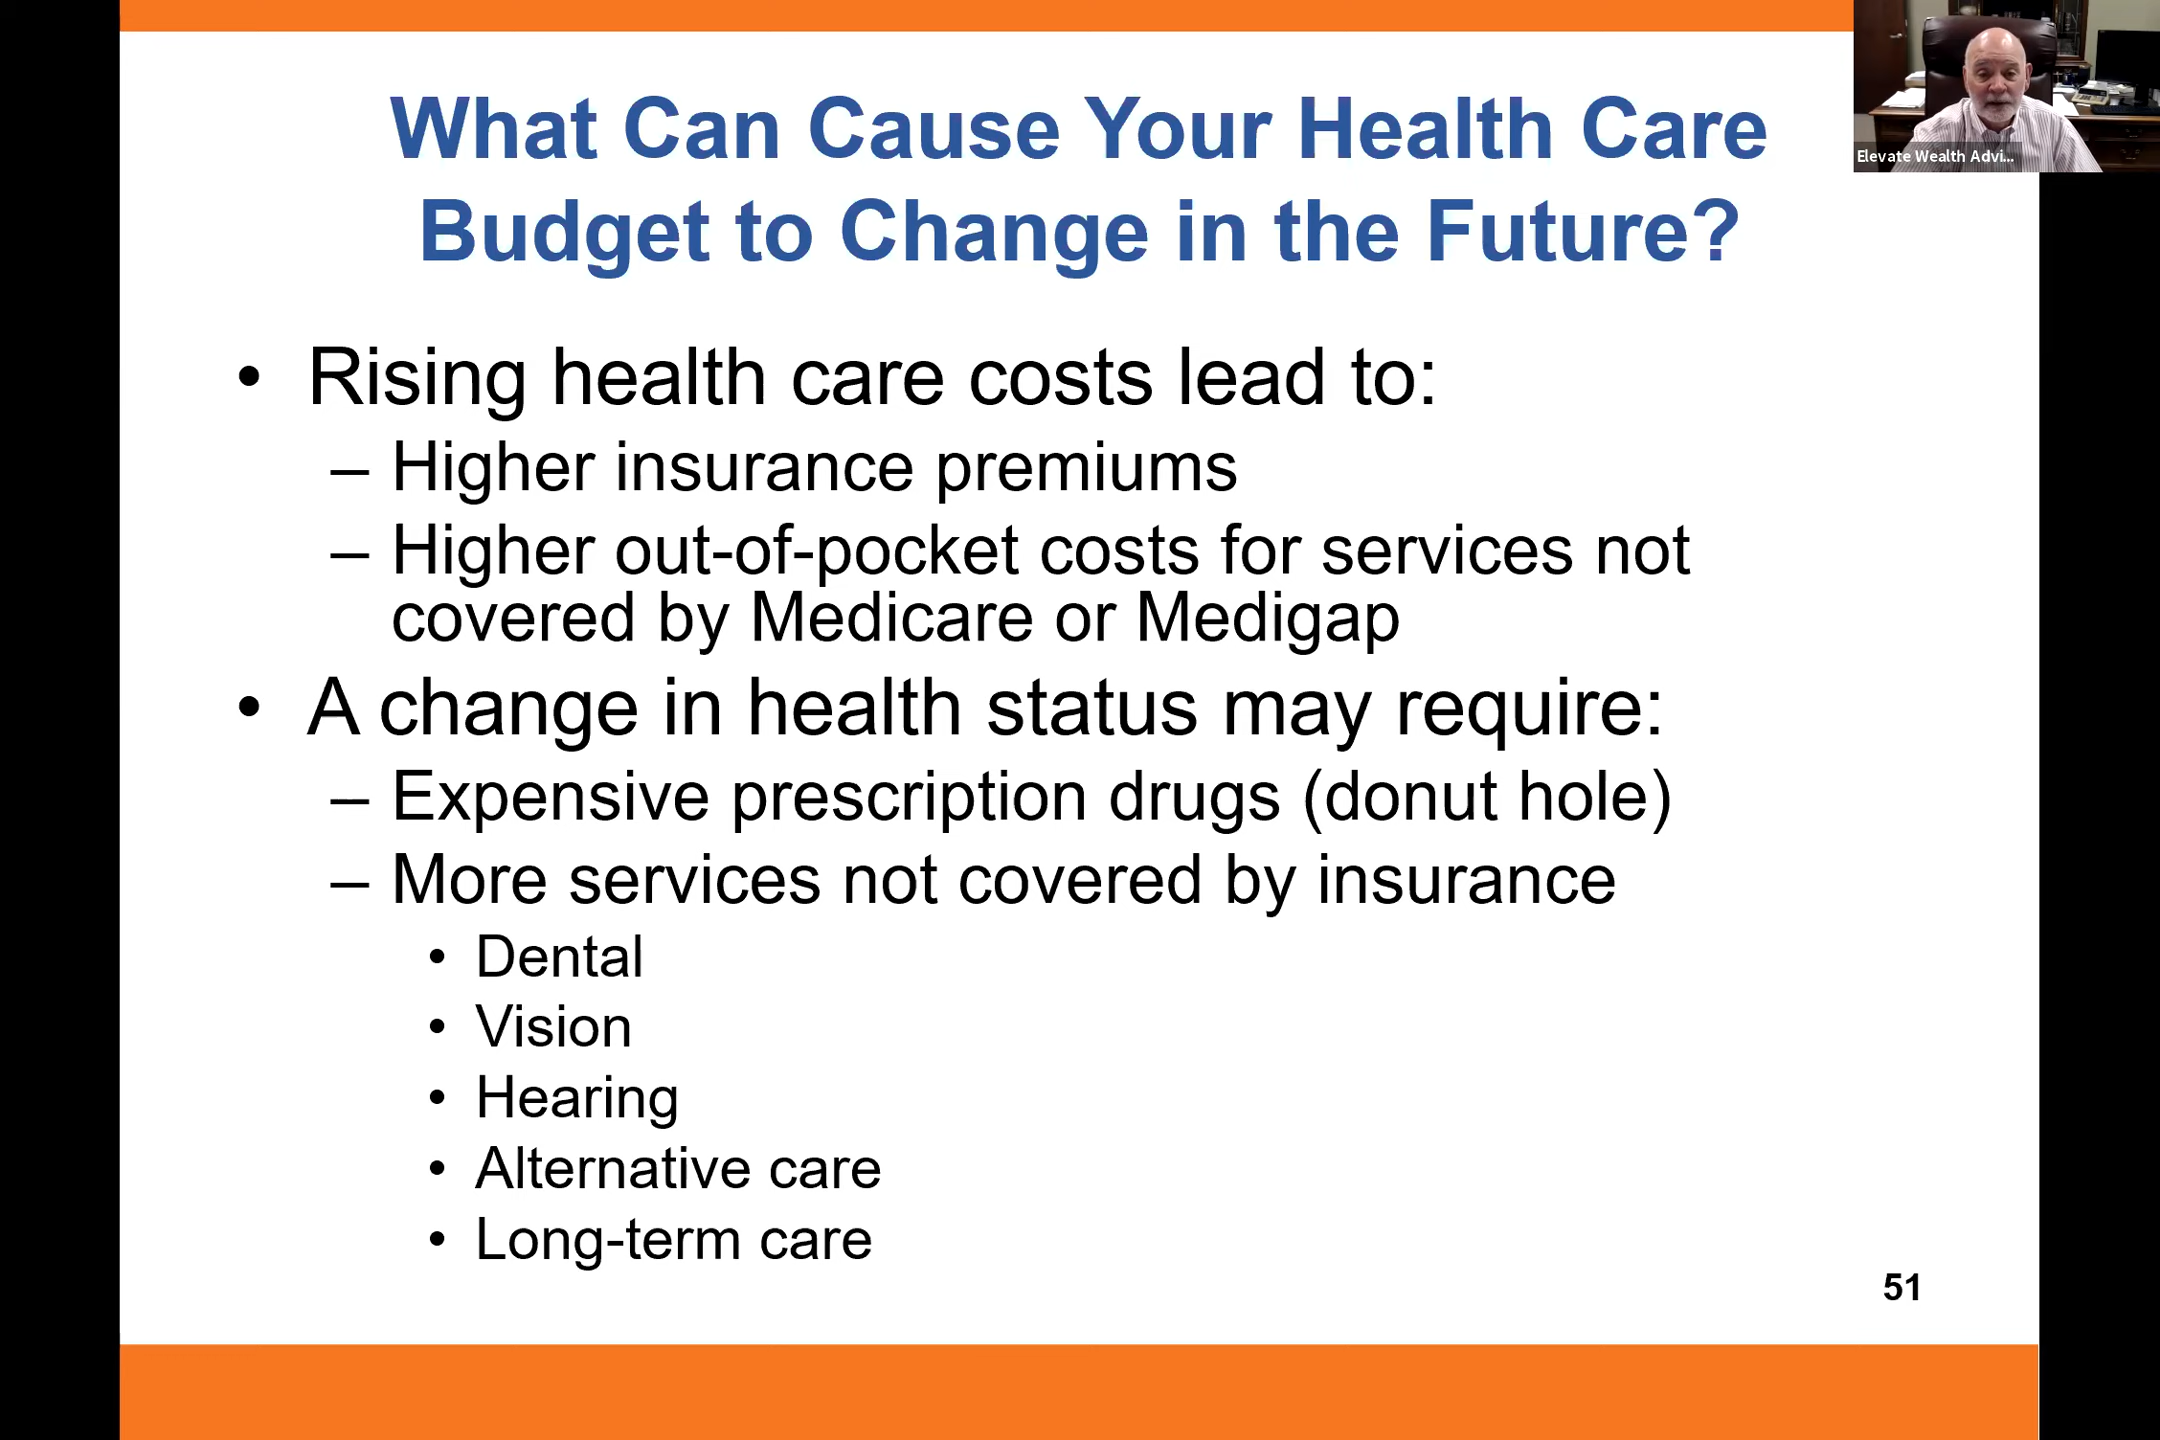 What Can Cause Your Health Care
Budget to Change in the Future?
Elevate Wealth Advi...
• Rising health care costs lead to:
– Higher insurance premiums
– Higher out-of-pocket costs for services not
covered by Medicare or Medigap
• A change in health status may require:
– Expensive prescription drugs (donut hole)
– More services not covered by insurance
• Dental
• Vision
• Hearing
• Alternative care
• Long-term care
51